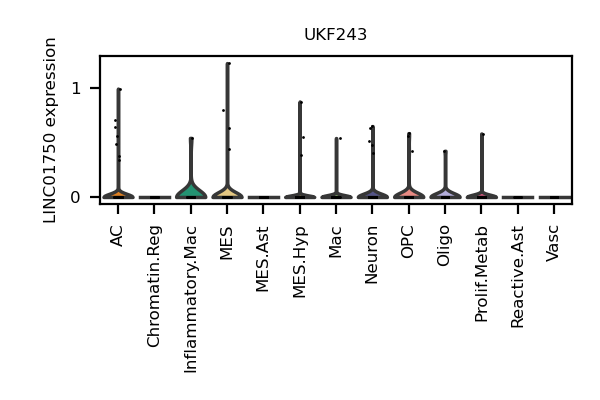 UKF243
LINC01750 expression
1
0
AC
Chromatin.Reg
Inflammatory.Mac
MES
MES.Ast
MES.Hyp
Mac
Neuron
OPC
Oligo
Prolif.Metab
Reactive.Ast
Vasc